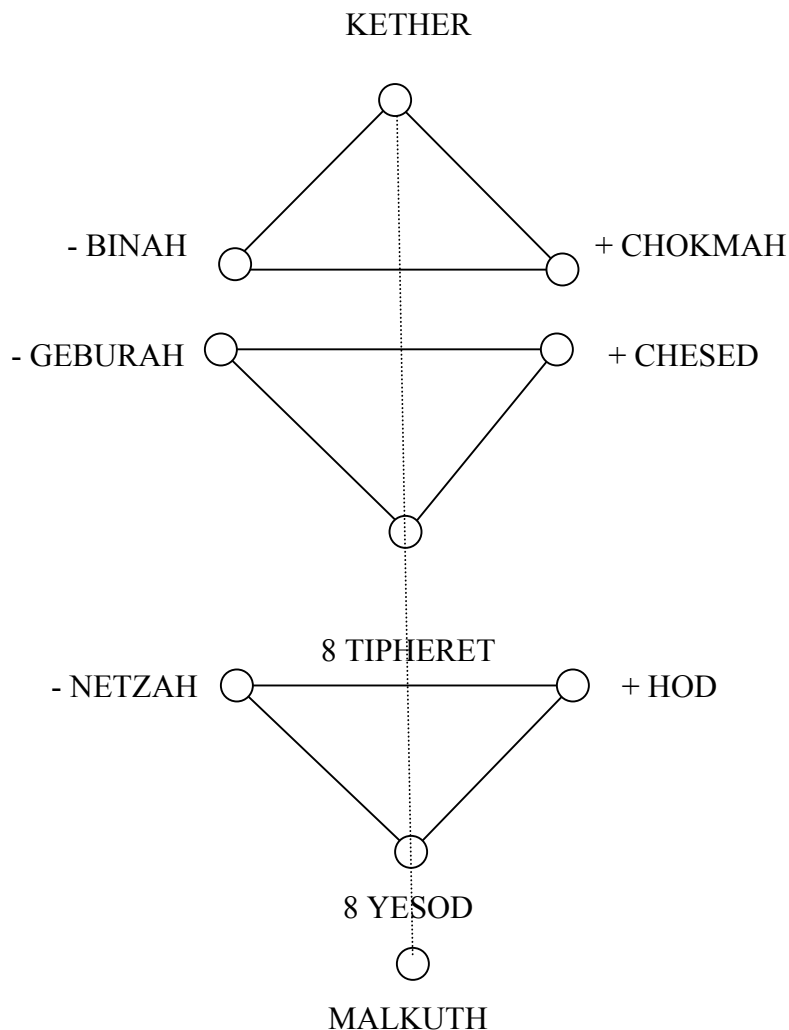 KETHER
- BINAH
+ CHOKMAH
- GEBURAH
+ CHESED
8 TIPHERET
- NETZAH
+ HOD
8 YESOD
MALKUTH